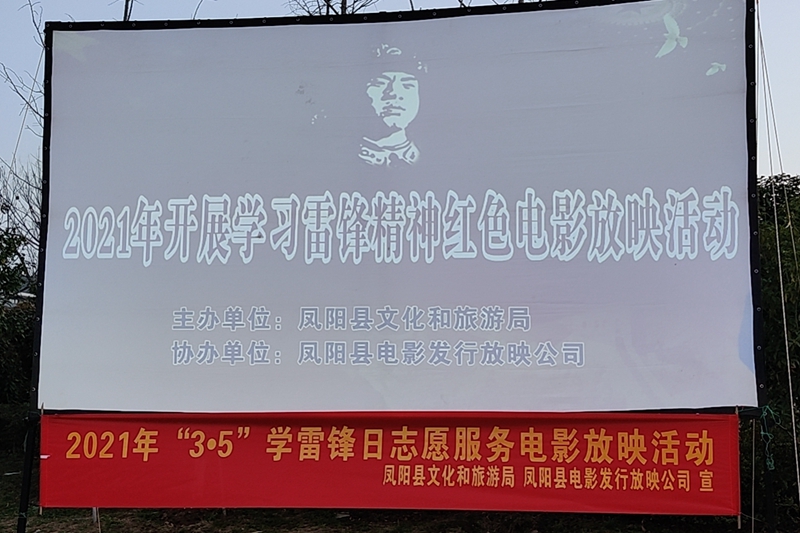 2021年开展学习雷锋精神红色电影放映活动
主办单位：凤阳县文化和旅游局
协办单位：凤阳县电影发行放映公司
2021年“3•5”学雷锋日志愿服务电影放映活动
凤阳县文化和旅游局 凤阳县电影发行放映公司 宣